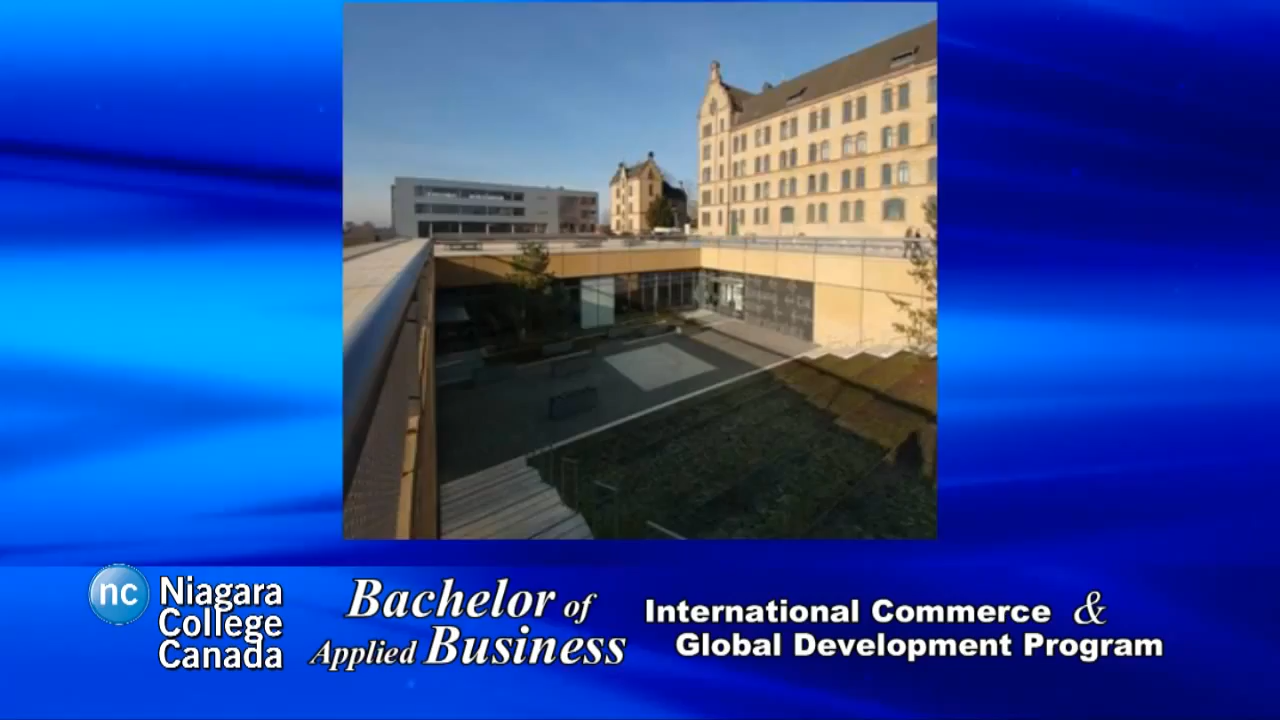 nc
Niagara
College
Canada
Bachelor of
Applied Business
International Commerce &
Global Development Program